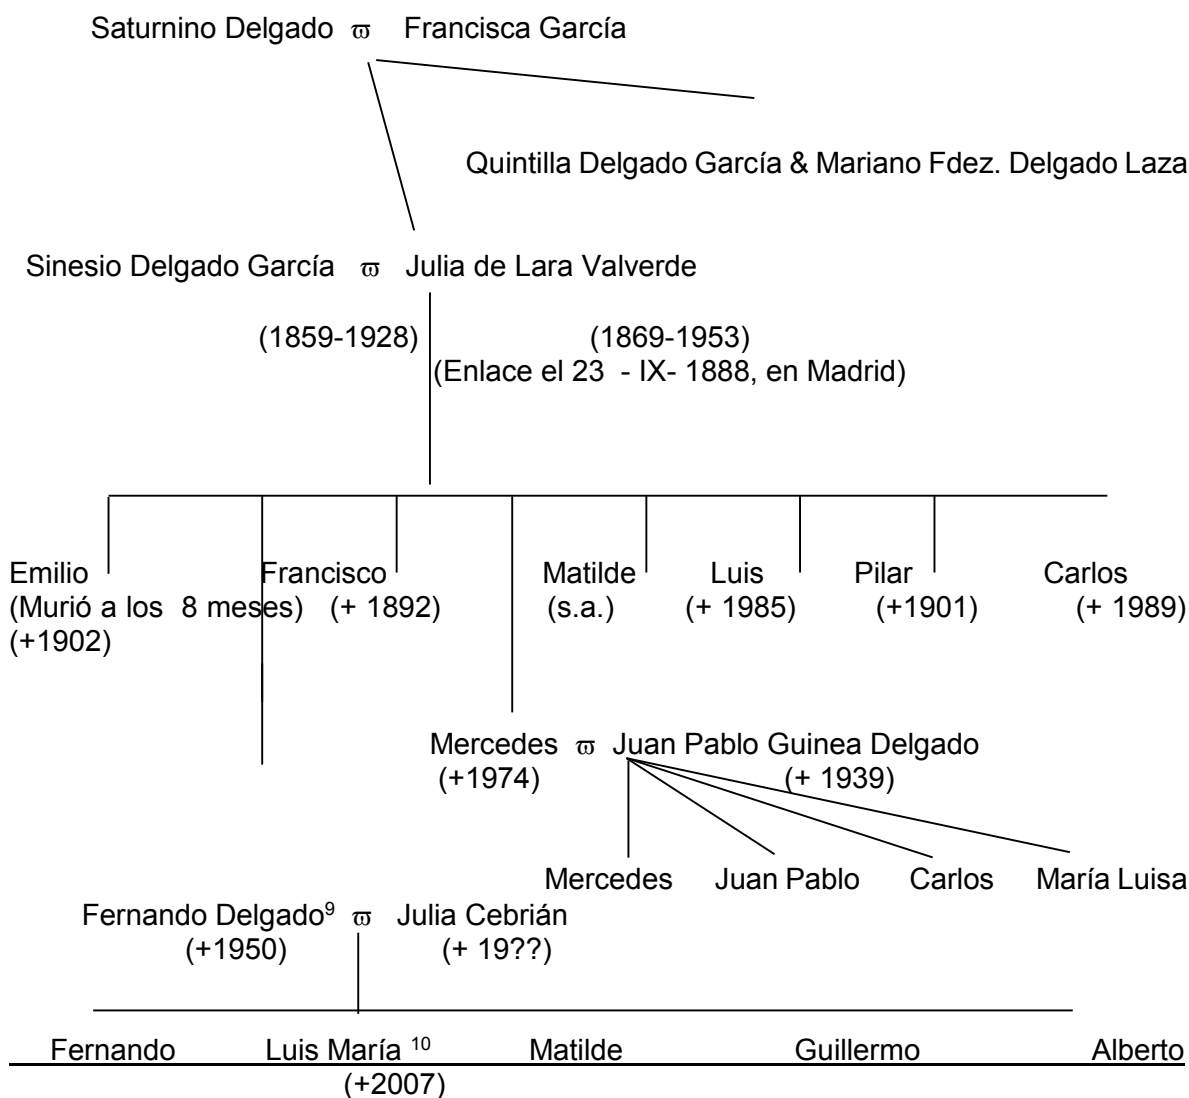 Saturnino Delgado ϖ Francisca García
Quintilla Delgado García & Mariano Fdez. Delgado Laza
Sinesio Delgado García ϖ Julia de Lara Valverde
(1859-1928) (1869-1953)
(Enlace el 23 - IX- 1888, en Madrid)
Emilio Francisco Matilde Luis Pilar Carlos
(Murió a los 8 meses) (+ 1892) (s.a.) (+ 1985) (+1901) (+ 1989)
(+1902)
Mercedes ϖ Juan Pablo Guinea Delgado
(+1974) (+ 1939)
Mercedes Juan Pablo Carlos María Luisa
Fernando Delgado⁹ ϖ Julia Cebrián
(+1950) (+ 19??)
Fernando Luis María ¹⁰ Matilde Guillermo Alberto
(+2007)